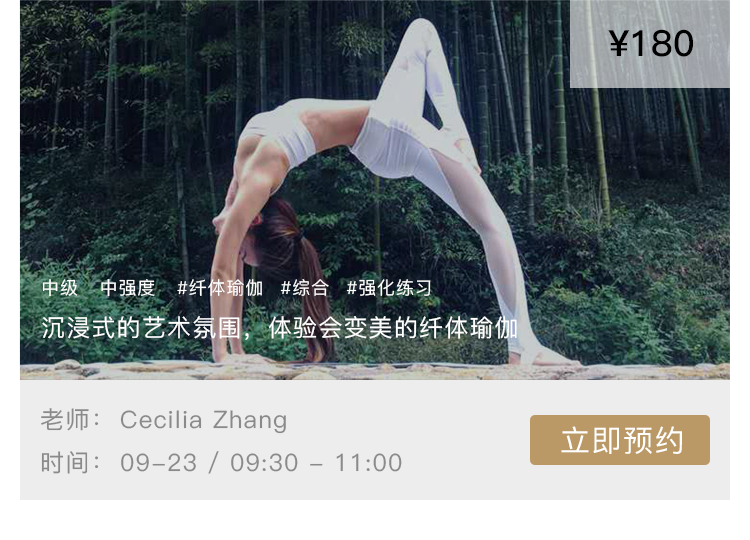 ¥180
中级 中强度 #纤体瑜伽 #综合 #强化练习
沉浸式的艺术氛围，体验会变美的纤体瑜伽
老师： Cecilia Zhang
时间： 09-23 / 09:30 - 11:00
立即预约